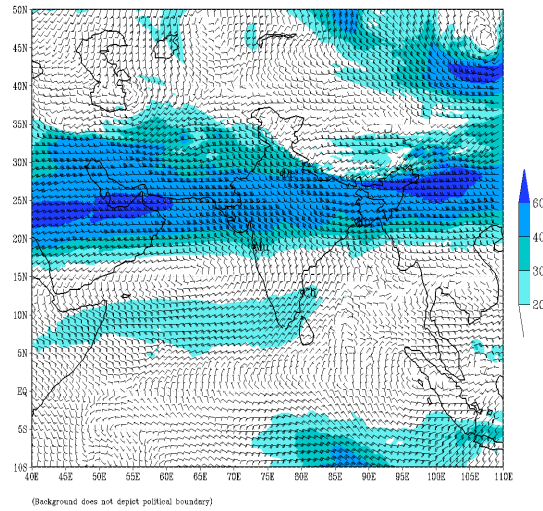 50N
45N
40N
35N
30N
25N
20N
15N
10N
5N
EQ
5S
10S
40E 45E 50E 55E 60E 65E 70E 75E 80E 85E 90E 95E 100E 105E 110E
60
40
30
20
(Background does not depict political boundary)